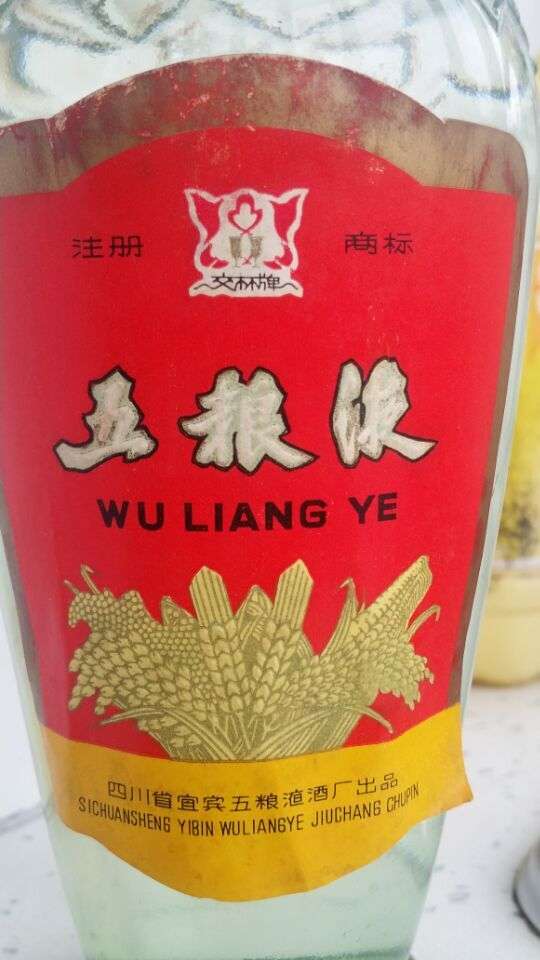 注册 商标
交杯牌
五粮液
WU LIANG YE
四川省宜宾五粮液酒厂出品
SICHUANSHENG YIBIN WULIANGYE JIUCHANG CHUPIN